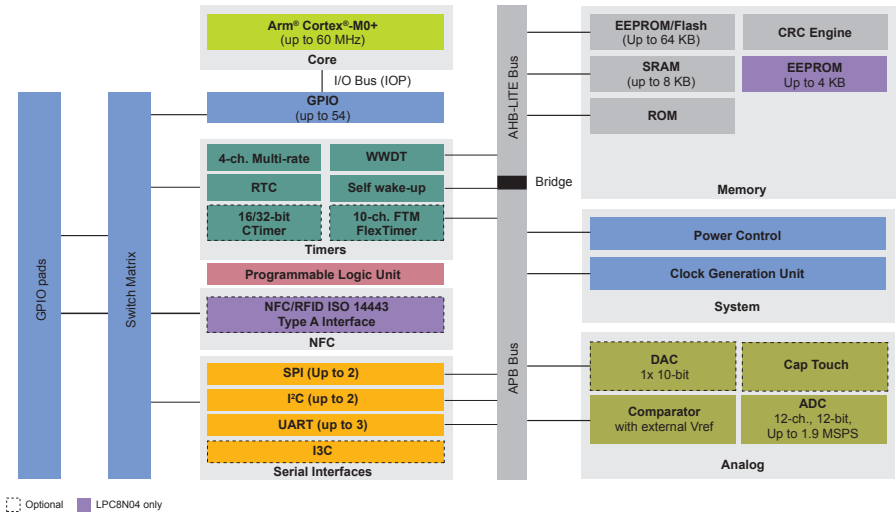 Arm® Cortex®-M0+
(up to 60 MHz)
Core
I/O Bus (IOP)
GPIO
(up to 54)
4-ch. Multi-rate
WWDT
RTC
Self wake-up
16/32-bit
CTimer
10-ch. FTM
FlexTimer
Timers
Programmable Logic Unit
NFC/RFID ISO 14443
Type A Interface
NFC
SPI (Up to 2)
I²C (up to 2)
UART (up to 3)
I3C
Serial Interfaces
GPIO pads
Switch Matrix
AHB-LITE Bus
Bridge
APB Bus
EEPROM/Flash
(Up to 64 KB)
CRC Engine
SRAM
(up to 8 KB)
EEPROM
Up to 4 KB
ROM
Memory
Power Control
Clock Generation Unit
System
DAC
1x 10-bit
Cap Touch
Comparator
with external Vref
ADC
12-ch., 12-bit,
Up to 1.9 MSPS
Analog
Optional
LPC8N04 only